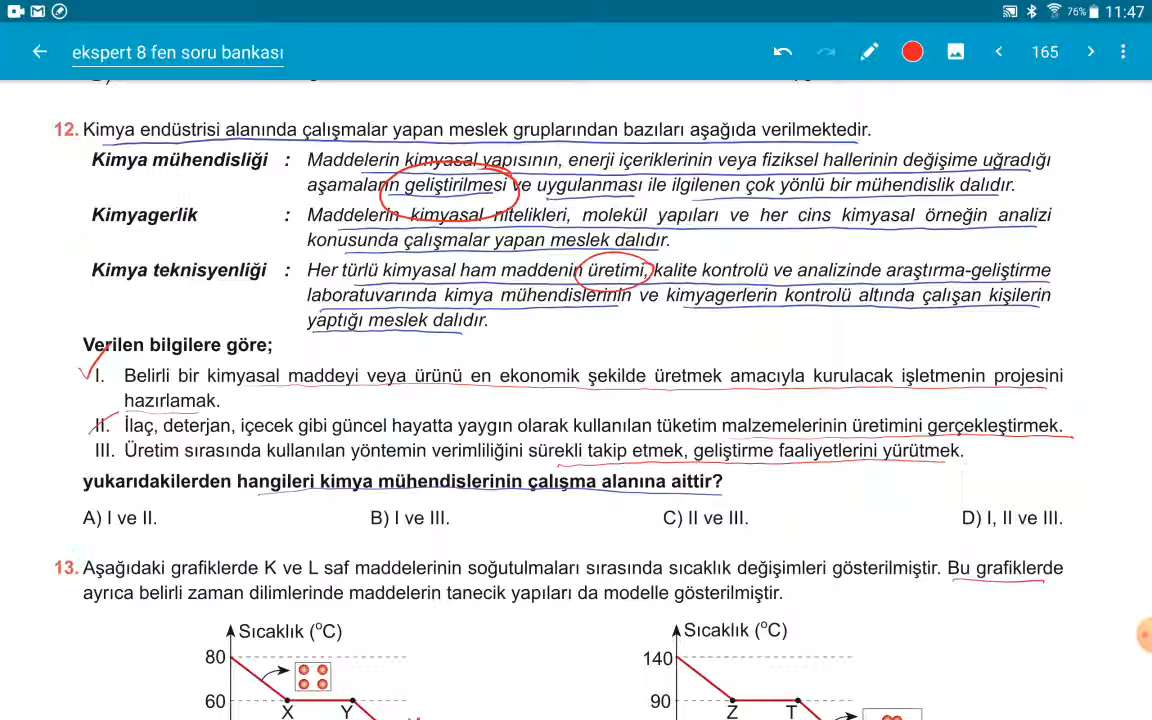 76% 11:47
ekspert 8 fen soru bankası
165
12. Kimya endüstrisi alanında çalışmalar yapan meslek gruplarından bazıları aşağıda verilmektedir.
Kimya mühendisliği : Maddelerin kimyasal yapısının, enerji içeriklerinin veya fiziksel hallerinin değişime uğradığı
aşamaların geliştirilmesi ve uygulanması ile ilgilenen çok yönlü bir mühendislik dalıdır.
Kimyagerlik : Maddelerin kimyasal nitelikleri, molekül yapıları ve her cins kimyasal örneğin analizi
konusunda çalışmalar yapan meslek dalıdır.
Kimya teknisyenliği : Her türlü kimyasal ham maddenin üretimi, kalite kontrolü ve analizinde araştırma-geliştirme
laboratuvarında kimya mühendislerinin ve kimyagerlerin kontrolü altında çalışan kişilerin
yaptığı meslek dalıdır.
Verilen bilgilere göre;
I. Belirli bir kimyasal maddeyi veya ürünü en ekonomik şekilde üretmek amacıyla kurulacak işletmenin projesini
hazırlamak.
II. İlaç, deterjan, içecek gibi güncel hayatta yaygın olarak kullanılan tüketim malzemelerinin üretimini gerçekleştirmek.
III. Üretim sırasında kullanılan yöntemin verimliliğini sürekli takip etmek, geliştirme faaliyetlerini yürütmek.
yukarıdakilerden hangileri kimya mühendislerinin çalışma alanına aittir?
A) I ve II. B) I ve III. C) II ve III. D) I, II ve III.
13. Aşağıdaki grafiklerde K ve L saf maddelerinin soğutulmaları sırasında sıcaklık değişimleri gösterilmiştir. Bu grafiklerde
ayrıca belirli zaman dilimlerinde maddelerin tanecik yapıları da modelle gösterilmiştir.
Sıcaklık (°C) Sıcaklık (°C)
80 140
60 90
X Y Z T